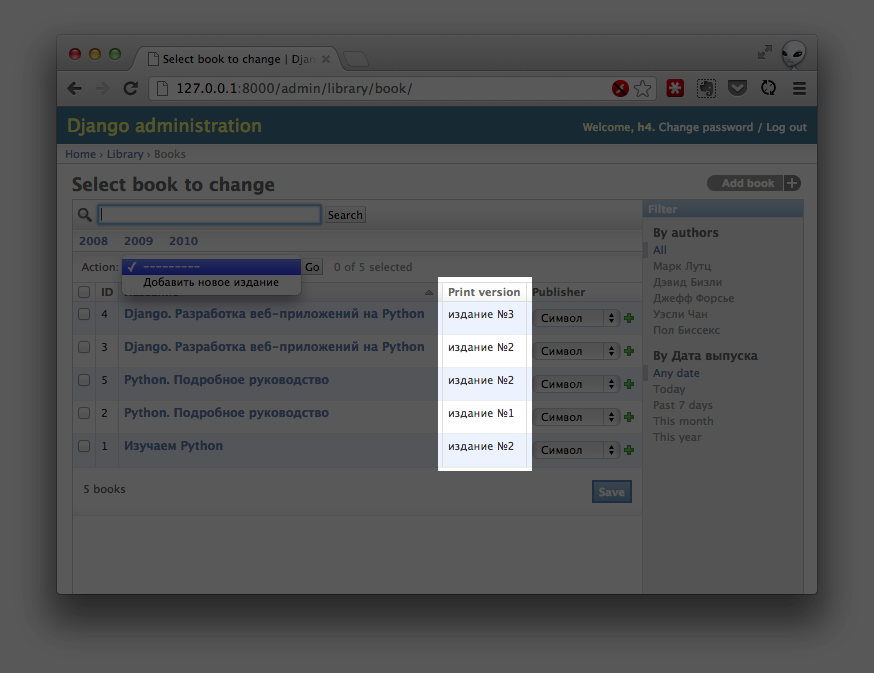 Select book to change | Djan
127.0.0.1:8000/admin/library/book/
Django administration
Welcome, h4. Change password / Log out
Home › Library › Books
Select book to change
Add book
Search
Filter
2008 2009 2010
By authors
All
Марк Лутц
Дэвид Бизли
Джефф Форсье
Уэсли Чан
Пол Биссекс
By Дата выпуска
Any date
Today
Past 7 days
This month
This year
Action: ✓ --------- Go 0 of 5 selected
Добавить новое издание
ID Print version Publisher
4 Django. Разработка веб-приложений на Python издание №3 Символ
3 Django. Разработка веб-приложений на Python издание №2 Символ
5 Python. Подробное руководство издание №2 Символ
2 Python. Подробное руководство издание №1 Символ
1 Изучаем Python издание №2 Символ
5 books Save